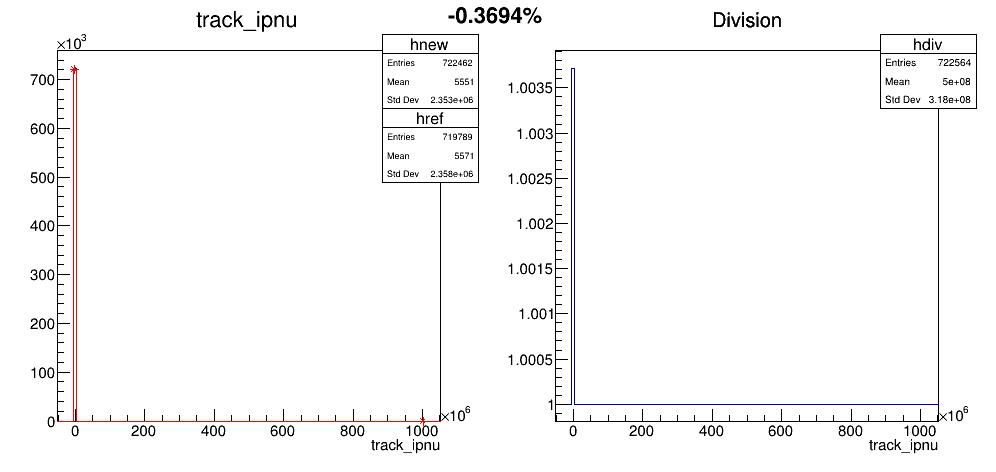 -0.3694%
track_ipnu
×10³
hnew
Entries 722462
Mean 5551
Std Dev 2.353e+06
href
Entries 719789
Mean 5571
Std Dev 2.358e+06
700
600
500
400
300
200
100
0
0 200 400 600 800 1000
×10⁶
track_ipnu
Division
hdiv
Entries 722564
Mean 5e+08
Std Dev 3.18e+08
1.0035
1.003
1.0025
1.002
1.0015
1.001
1.0005
1
0 200 400 600 800 1000
×10⁶
track_ipnu